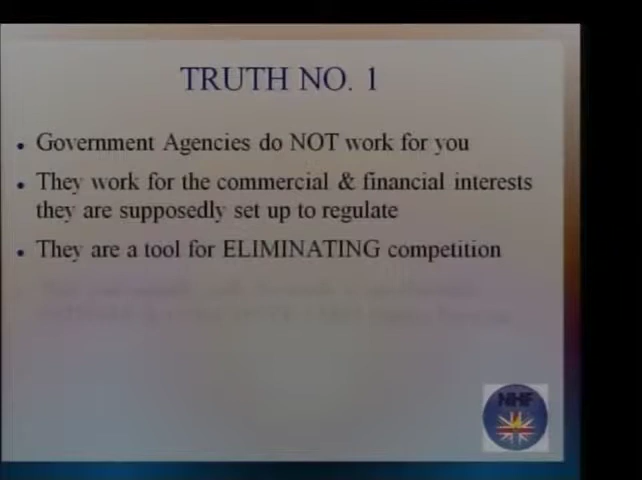 TRUTH NO. 1
• Government Agencies do NOT work for you
• They work for the commercial & financial interests
they are supposedly set up to regulate
• They are a tool for ELIMINATING competition
NHF